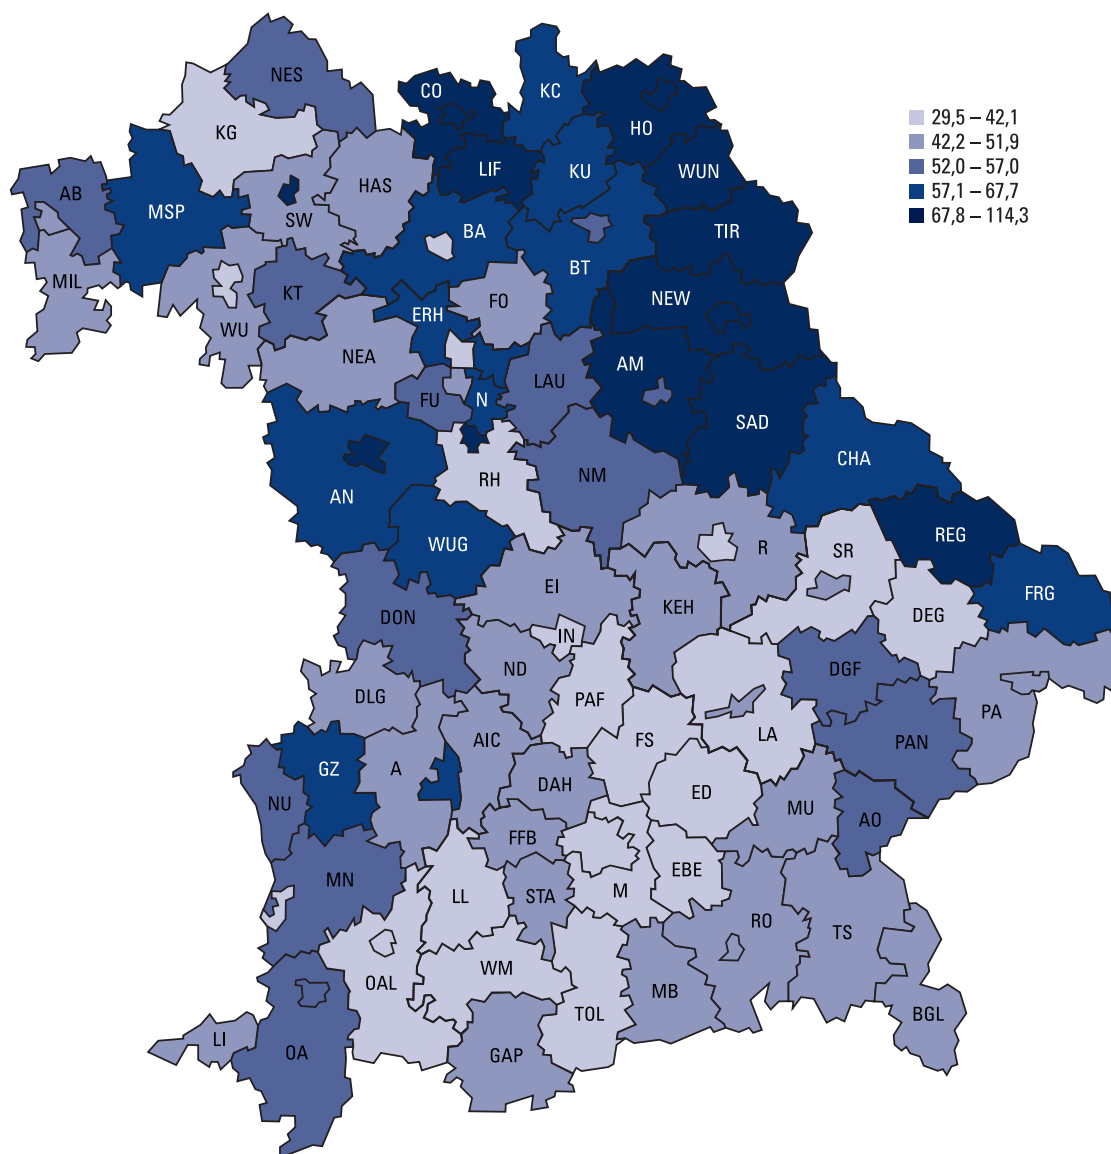 NES
CO
KC
HO
29,5 – 42,1
42,2 – 51,9
52,0 – 57,0
57,1 – 67,7
67,8 – 114,3
KG
LIF
KU
WUN
AB
MSP
HAS
SW
BA
TIR
MIL
KT
BT
NEW
WU
ERH
FO
NEA
LAU
AM
FU
N
SAD
CHA
AN
RH
NM
WUG
R
SR
REG
EI
KEH
DEG
FRG
DON
IN
ND
PAF
DGF
DLG
PA
AIC
FS
LA
PAN
GZ
A
DAH
ED
NU
MU
AO
FFB
MN
LL
STA
M
EBE
RO
TS
OAL
WM
MB
TOL
BGL
LI
OA
GAP